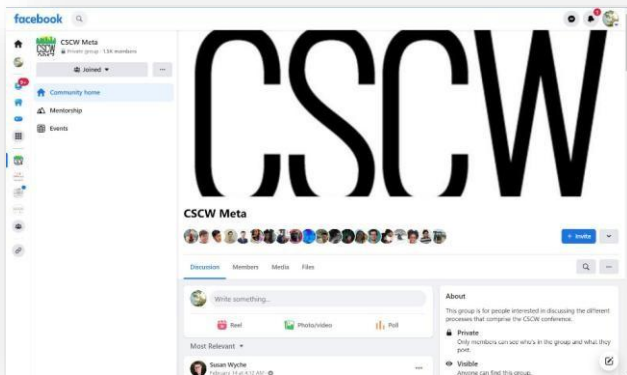 facebook
CSCW Meta
Private group · 1.8K members
Joined
Community home
Mentorship
Events
CSCW
CSCW Meta
+ Invite
Discussion Members Media Files
Write something...
Reel Photo/video Poll
Most Relevant
Susan Wyche
About
This group is for people interested in discussing the different
processes that comprise the CSCW conference.
Private
Only members can see who's in the group and what they
post.
Visible
Anyone can find this group.